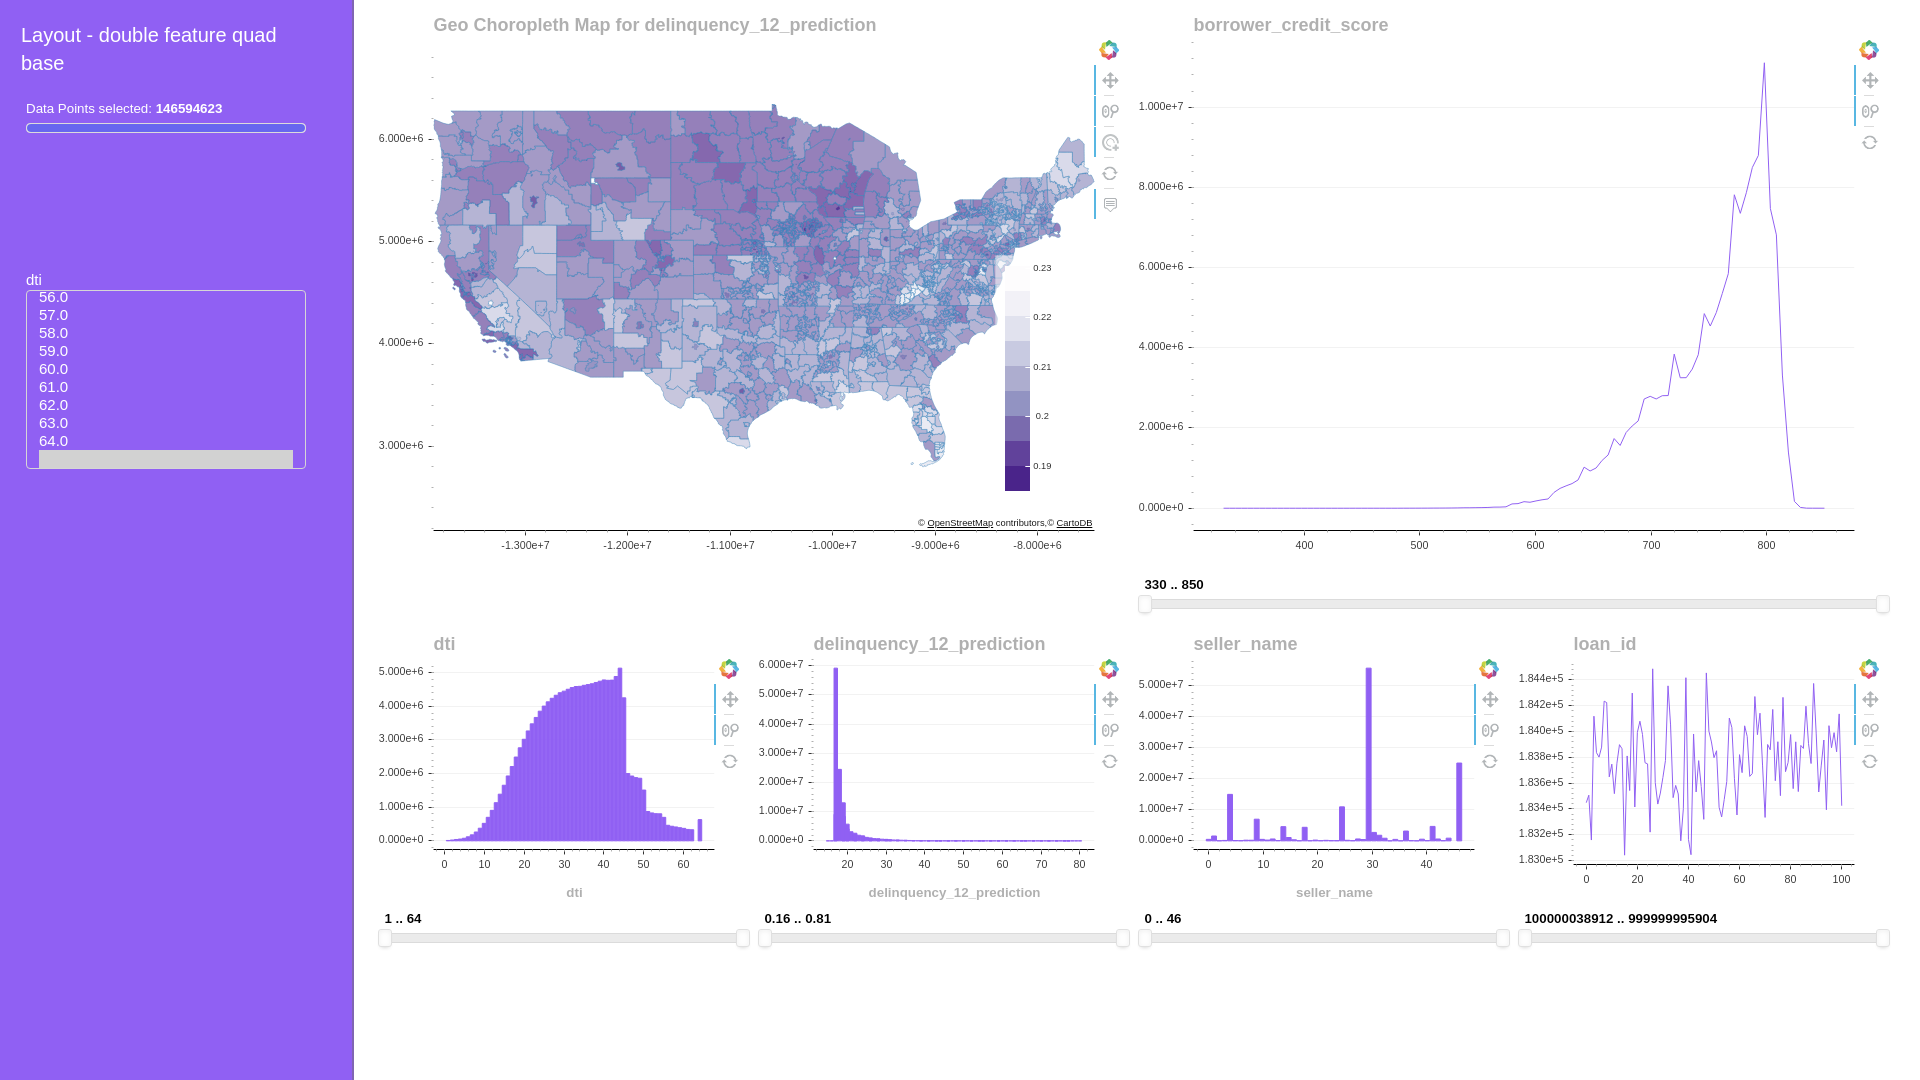 Layout - double feature quad
base
Data Points selected: 146594623
dti
56.0
57.0
58.0
59.0
60.0
61.0
62.0
63.0
64.0
Geo Choropleth Map for delinquency_12_prediction
6.000e+6
5.000e+6
4.000e+6
3.000e+6
0.23
0.22
0.21
0.2
0.19
© OpenStreetMap contributors,© CartoDB
-1.300e+7
-1.200e+7
-1.100e+7
-1.000e+7
-9.000e+6
-8.000e+6
borrower_credit_score
1.000e+7
8.000e+6
6.000e+6
4.000e+6
2.000e+6
0.000e+0
400
500
600
700
800
330 .. 850
dti
5.000e+6
4.000e+6
3.000e+6
2.000e+6
1.000e+6
0.000e+0
0
10
20
30
40
50
60
dti
1 .. 64
delinquency_12_prediction
6.000e+7
5.000e+7
4.000e+7
3.000e+7
2.000e+7
1.000e+7
0.000e+0
20
30
40
50
60
70
80
delinquency_12_prediction
0.16 .. 0.81
seller_name
5.000e+7
4.000e+7
3.000e+7
2.000e+7
1.000e+7
0.000e+0
0
10
20
30
40
seller_name
0 .. 46
loan_id
1.844e+5
1.842e+5
1.840e+5
1.838e+5
1.836e+5
1.834e+5
1.832e+5
1.830e+5
0
20
40
60
80
100
100000038912 .. 999999995904